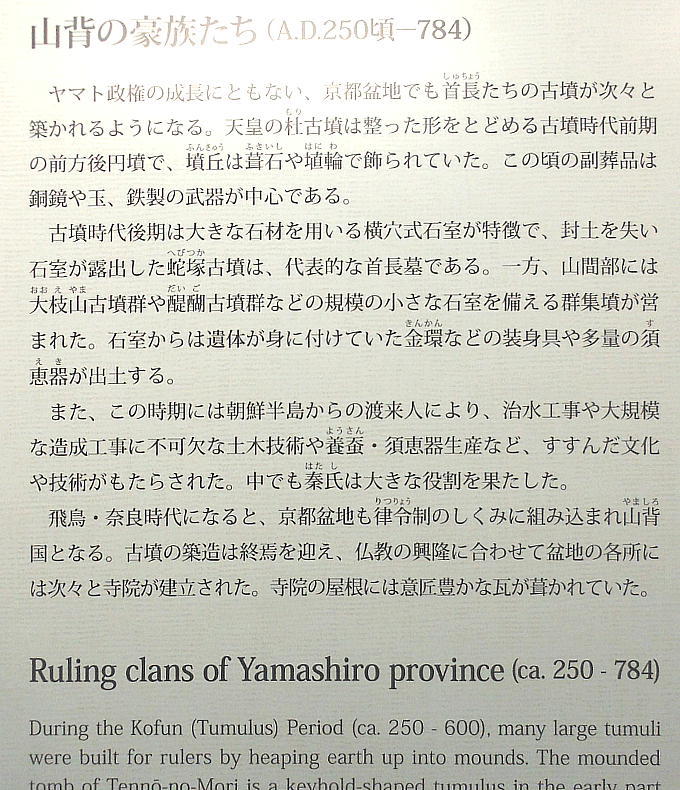 山背の豪族たち (A.D.250頃−784)
ヤマト政権の成長にともない、京都盆地でも首長たちの古墳が次々と
築かれるようになる。天皇の杜古墳は整った形をとどめる古墳時代前期
の前方後円墳で、墳丘は葺石や埴輪で飾られていた。この頃の副葬品は
銅鏡や玉、鉄製の武器が中心である。
古墳時代後期は大きな石材を用いる横穴式石室が特徴で、封土を失い
石室が露出した蛇塚古墳は、代表的な首長墓である。一方、山間部には
大枝山古墳群や醍醐古墳群などの規模の小さな石室を備える群集墳が営
まれた。石室からは遺体が身に付けていた金環などの装身具や多量の須
恵器が出土する。
また、この時期には朝鮮半島からの渡来人により、治水工事や大規模
な造成工事に不可欠な土木技術や養蚕・須恵器生産など、すすんだ文化
や技術がもたらされた。中でも秦氏は大きな役割を果たした。
飛鳥・奈良時代になると、京都盆地も律令制のしくみに組み込まれ山背
国となる。古墳の築造は終焉を迎え、仏教の興隆に合わせて盆地の各所に
は次々と寺院が建立された。寺院の屋根には意匠豊かな瓦が葺かれていた。
Ruling clans of Yamashiro province (ca. 250 - 784)
During the Kofun (Tumulus) Period (ca. 250 - 600), many large tumuli
were built for rulers by heaping earth up into mounds. The mounded
tomb of Tennō-no-Mori is a keyhold-shaped tumulus in the early part